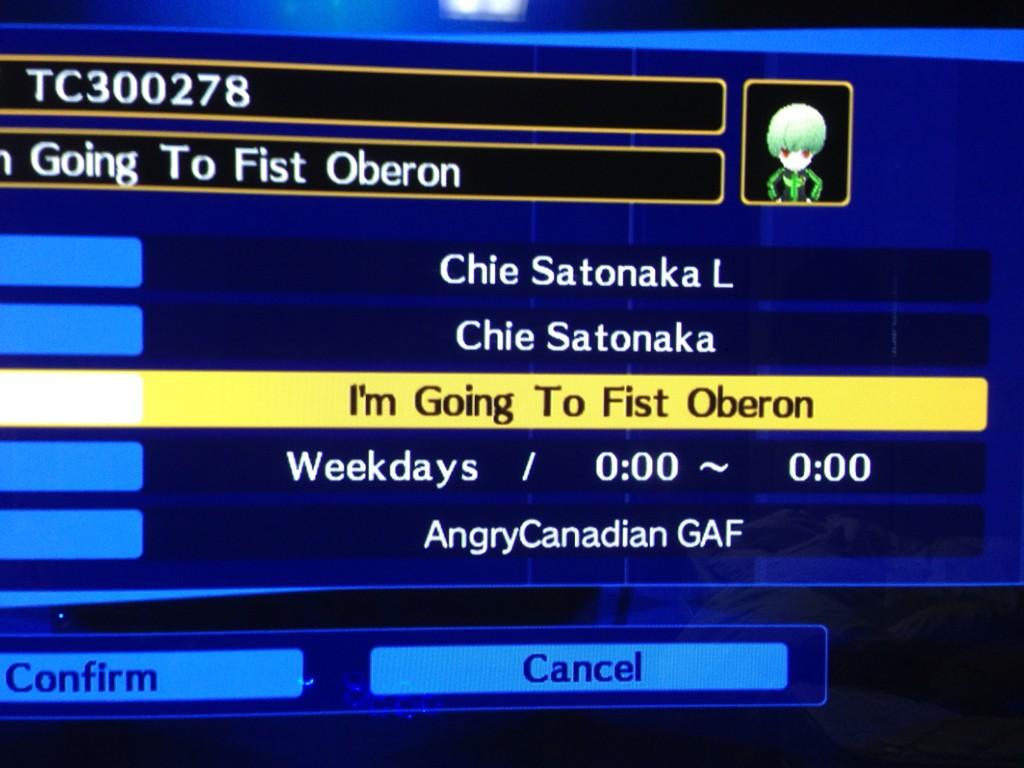 TC300278
Going To Fist Oberon
Chie Satonaka L
Chie Satonaka
I'm Going To Fist Oberon
Weekdays / 0:00 ~ 0:00
AngryCanadian GAF
Confirm
Cancel